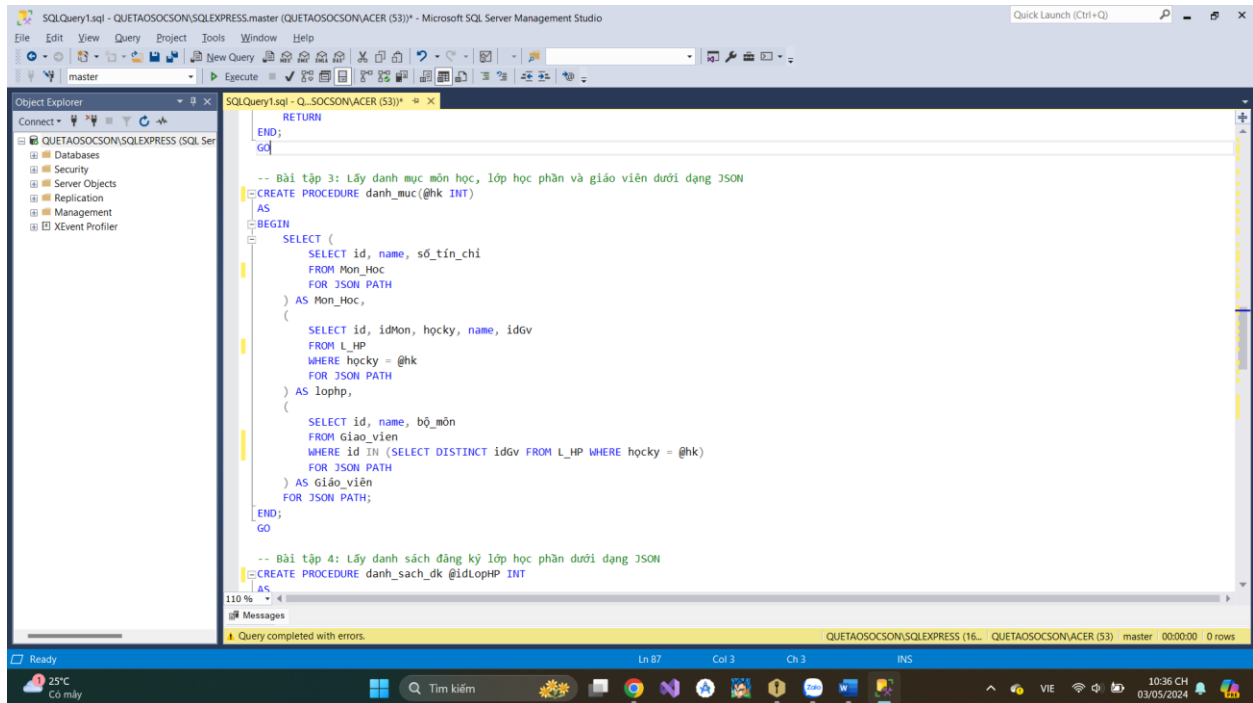 SQLQuery1.sql - QUETAOSOCSON\SQLEXPRESS.master (QUETAOSOCSON\ACER (53))* - Microsoft SQL Server Management Studio
Quick Launch (Ctrl+Q)
File Edit View Query Project Tools Window Help
New Query
master
Execute
Object Explorer
SQLQuery1.sql - Q...SOCSON\ACER (53))*
Connect
QUETAOSOCSON\SQLEXPRESS (SQL Ser
Databases
Security
Server Objects
Replication
Management
XEvent Profiler
RETURN
END;
GO
-- Bài tập 3: Lấy danh mục môn học, lớp học phần và giáo viên dưới dạng JSON
CREATE PROCEDURE danh_muc(@hk INT)
AS
BEGIN
SELECT (
SELECT id, name, số_tín_chỉ
FROM Mon_Hoc
FOR JSON PATH
) AS Mon_Hoc,
(
SELECT id, idMon, họcky, name, idGv
FROM L_HP
WHERE họcky = @hk
FOR JSON PATH
) AS lophp,
(
SELECT id, name, bộ_môn
FROM Giao_vien
WHERE id IN (SELECT DISTINCT idGv FROM L_HP WHERE họcky = @hk)
FOR JSON PATH
) AS Giáo_viên
FOR JSON PATH;
END;
GO
-- Bài tập 4: Lấy danh sách đăng ký lớp học phần dưới dạng JSON
CREATE PROCEDURE danh_sach_dk @idLopHP INT
AS
110 %
Messages
Query completed with errors.
QUETAOSOCSON\SQLEXPRESS (16... QUETAOSOCSON\ACER (53) master 00:00:00 0 rows
Ready
Ln 87 Col 3 Ch 3 INS
1
25°C
Có mây
Tìm kiếm
Zalo
VIE
10:36 CH
03/05/2024